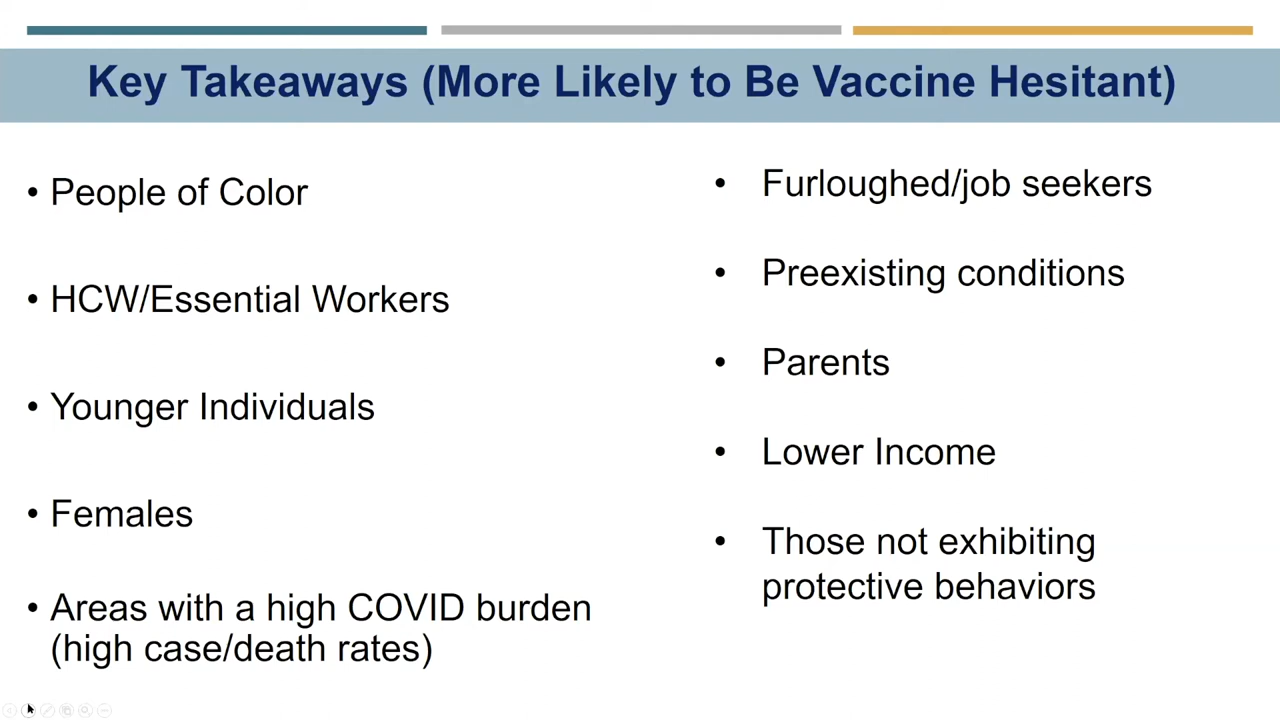 Key Takeaways (More Likely to Be Vaccine Hesitant)
• People of Color
• HCW/Essential Workers
• Younger Individuals
• Females
• Areas with a high COVID burden
(high case/death rates)
• Furloughed/job seekers
• Preexisting conditions
• Parents
• Lower Income
• Those not exhibiting
protective behaviors